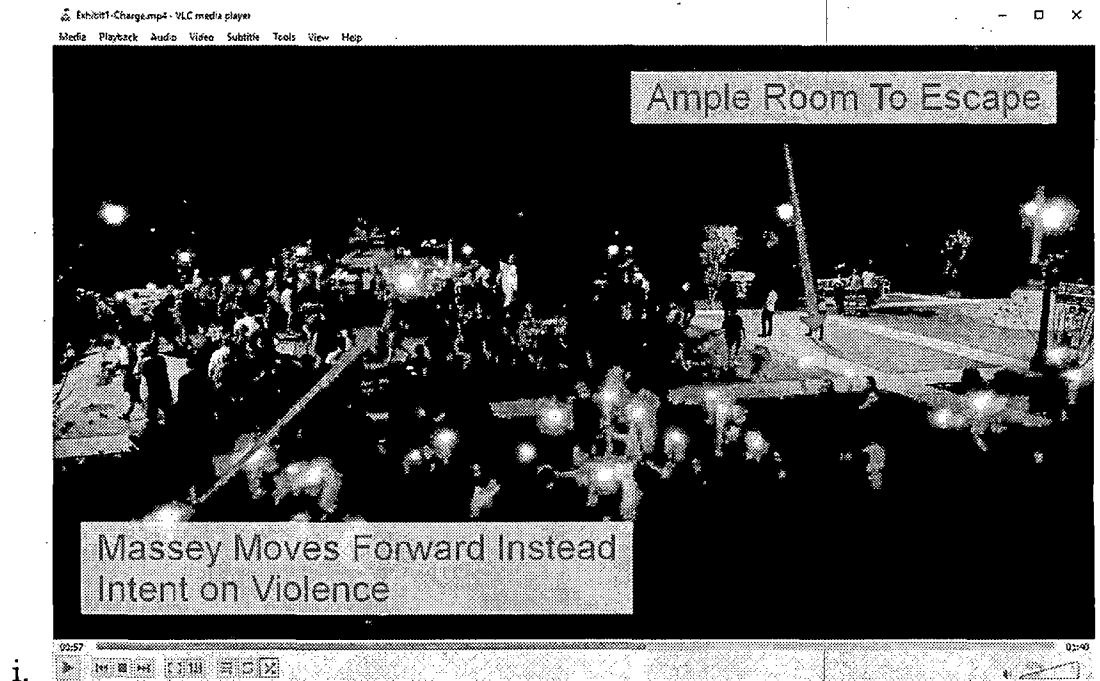 Exhibit1-Charge.mp4 - VLC media player
Media Playback Audio Video Subtitle Tools View Help
Ample Room To Escape
Massey Moves Forward Instead
Intent on Violence
00:57
01:40
i.